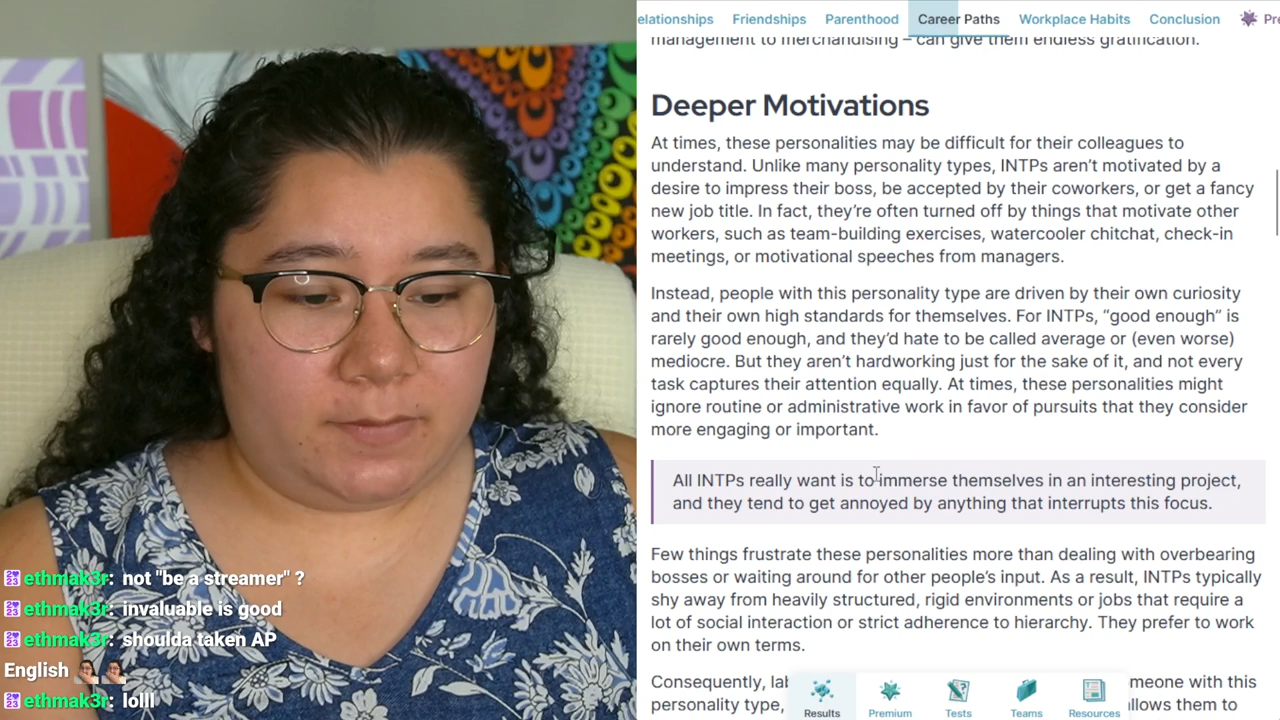 elationships Friendships Parenthood Career Paths Workplace Habits Conclusion Pre
management to merchandising – can give them endless gratification.
Deeper Motivations
At times, these personalities may be difficult for their colleagues to
understand. Unlike many personality types, INTPs aren’t motivated by a
desire to impress their boss, be accepted by their coworkers, or get a fancy
new job title. In fact, they’re often turned off by things that motivate other
workers, such as team-building exercises, watercooler chitchat, check-in
meetings, or motivational speeches from managers.
Instead, people with this personality type are driven by their own curiosity
and their own high standards for themselves. For INTPs, “good enough” is
rarely good enough, and they’d hate to be called average or (even worse)
mediocre. But they aren’t hardworking just for the sake of it, and not every
task captures their attention equally. At times, these personalities might
ignore routine or administrative work in favor of pursuits that they consider
more engaging or important.
All INTPs really want is to immerse themselves in an interesting project,
and they tend to get annoyed by anything that interrupts this focus.
Few things frustrate these personalities more than dealing with overbearing
bosses or waiting around for other people’s input. As a result, INTPs typically
shy away from heavily structured, rigid environments or jobs that require a
lot of social interaction or strict adherence to hierarchy. They prefer to work
on their own terms.
Consequently, lab omeone with this
personality type, allows them to
Results Premium Tests Teams Resources
ethmak3r: not "be a streamer" ?
ethmak3r: invaluable is good
ethmak3r: shoulda taken AP
English
ethmak3r: lolll